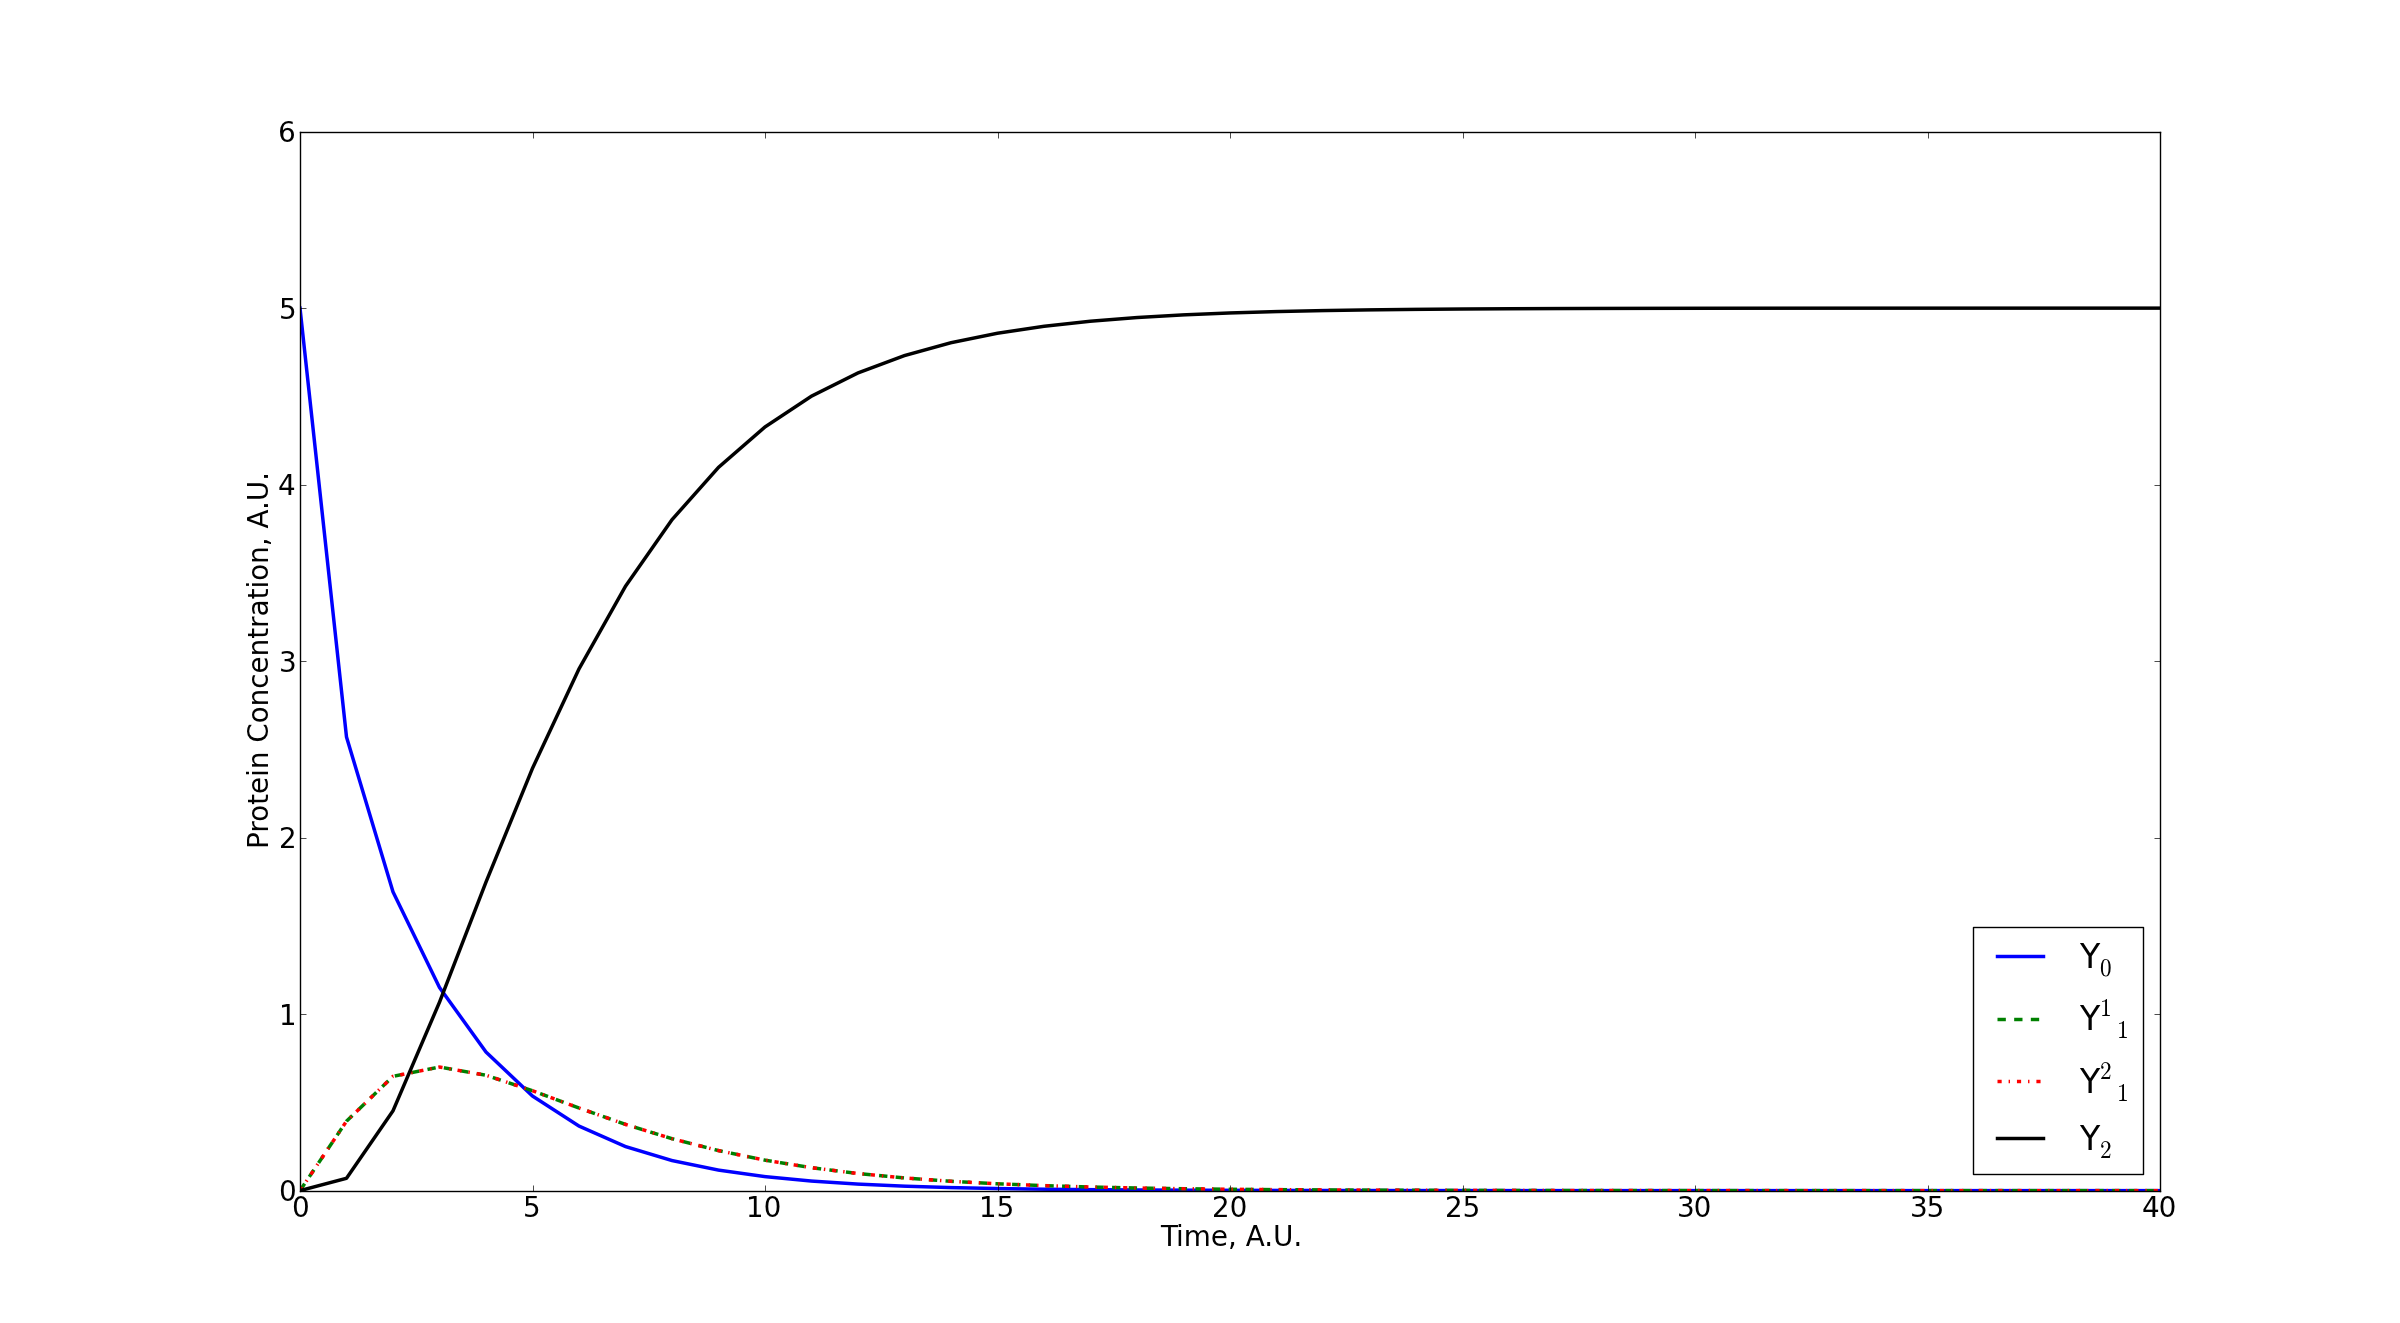 6
5
4
3
2
1
0
Protein Concentration, A.U.
0 5 10 15 20 25 30 35 40
Time, A.U.
Y₀
Y¹₁
Y²₁
Y₂